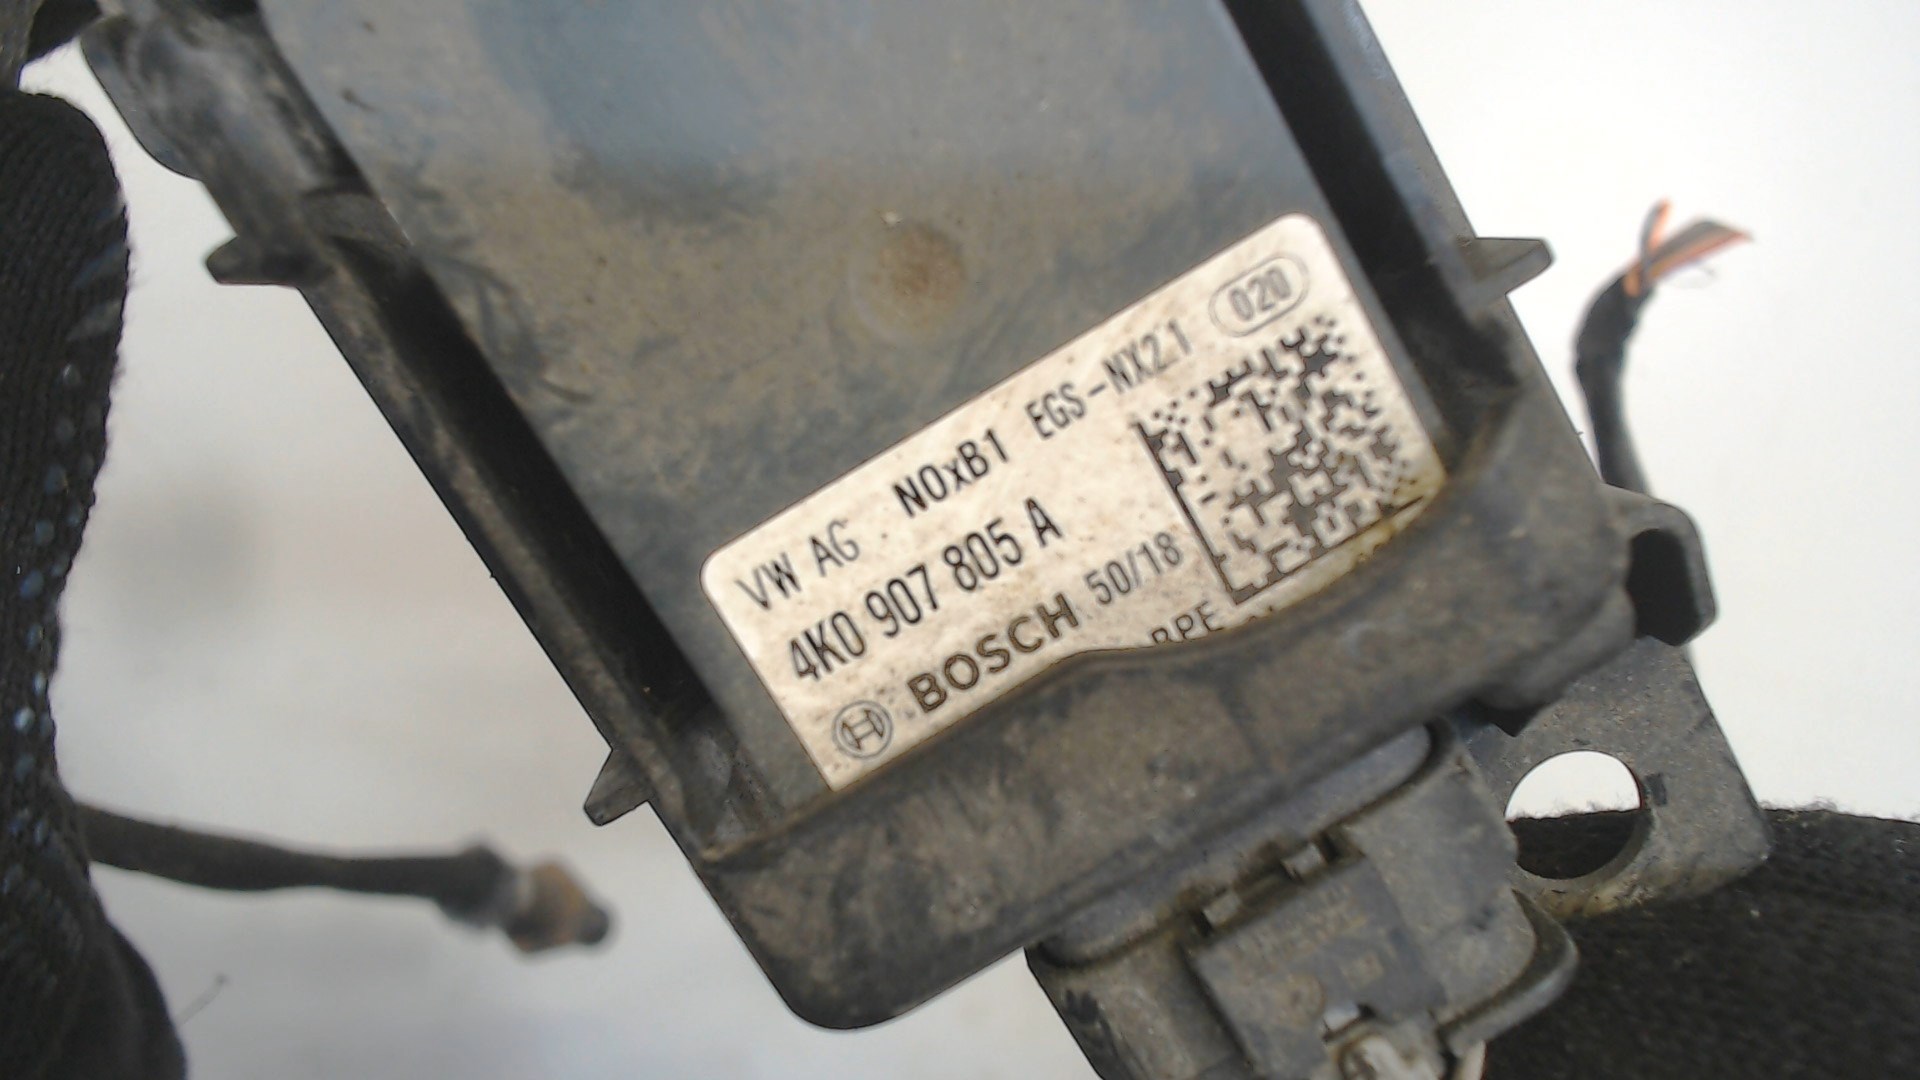 VW AG NOxB1 EGS-NX21 020
4K0 907 805 A
BOSCH 50/18